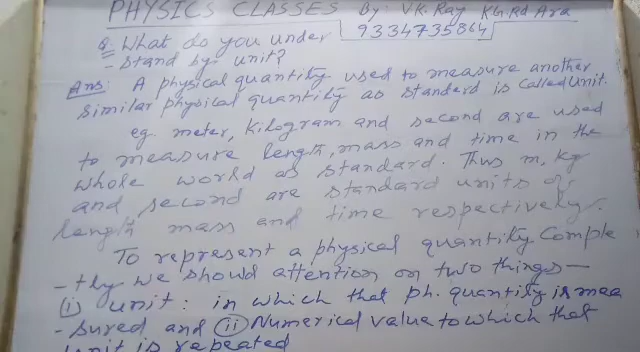 PHYSICS CLASSES By: V.K. Ray KG.Rd Ara
Q. What do you under 9334735864
- stand by unit?
Ans: A physical quantity used to measure another
similar physical quantity as standard is called unit.
eg. meter, kilogram and second are used
to measure length, mass and time in the
whole world as standard. Thus m, kg
and second are standard units of
length mass and time respectively.
To represent a physical quantity Comple
- tly we should attention on two things—
(i) unit: in which that ph. quantity is mea
- sured and (ii) Numerical value to which that
unit is repeated